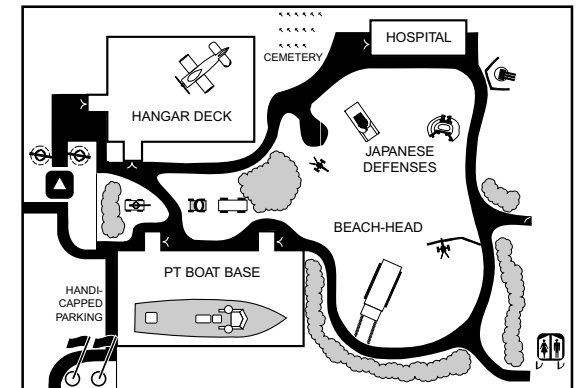 HOSPITAL
CEMETERY
HANGAR DECK
JAPANESE
DEFENSES
BEACH-HEAD
PT BOAT BASE
HANDI-
CAPPED
PARKING